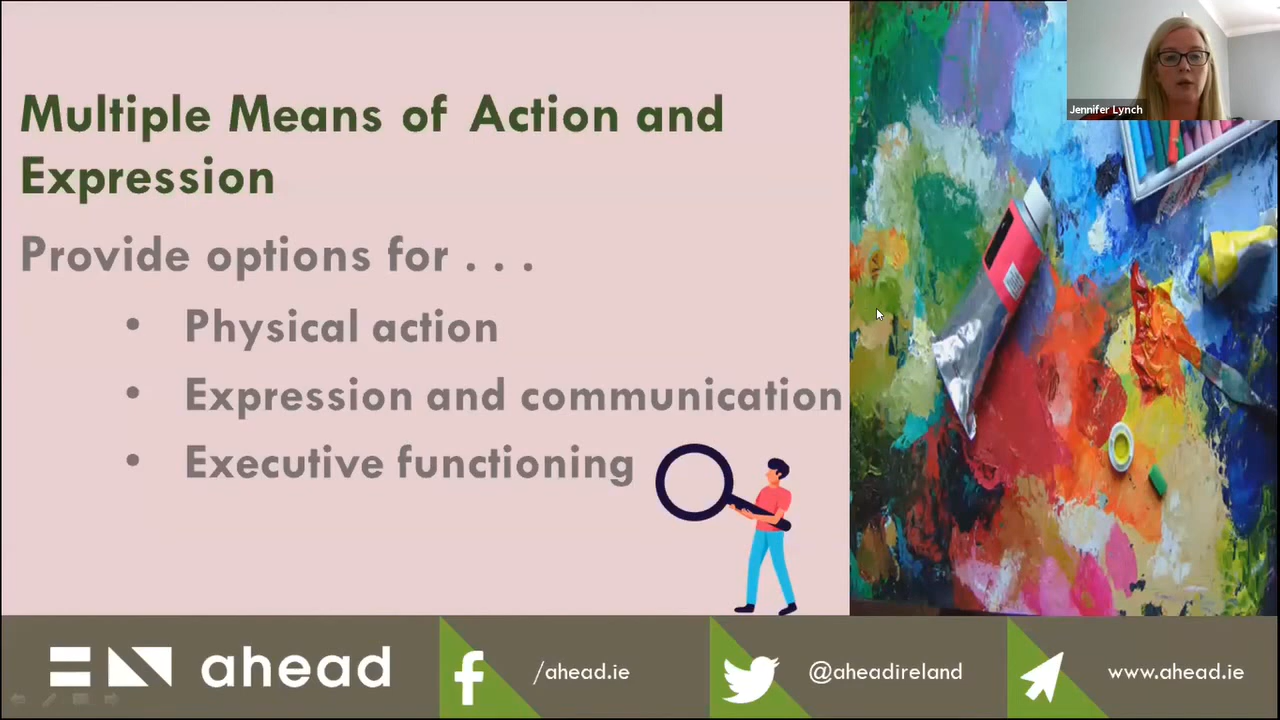 Multiple Means of Action and
Expression
Provide options for . . .
• Physical action
• Expression and communication
• Executive functioning
Jennifer Lynch
ahead
/ahead.ie
@aheadireland
www.ahead.ie